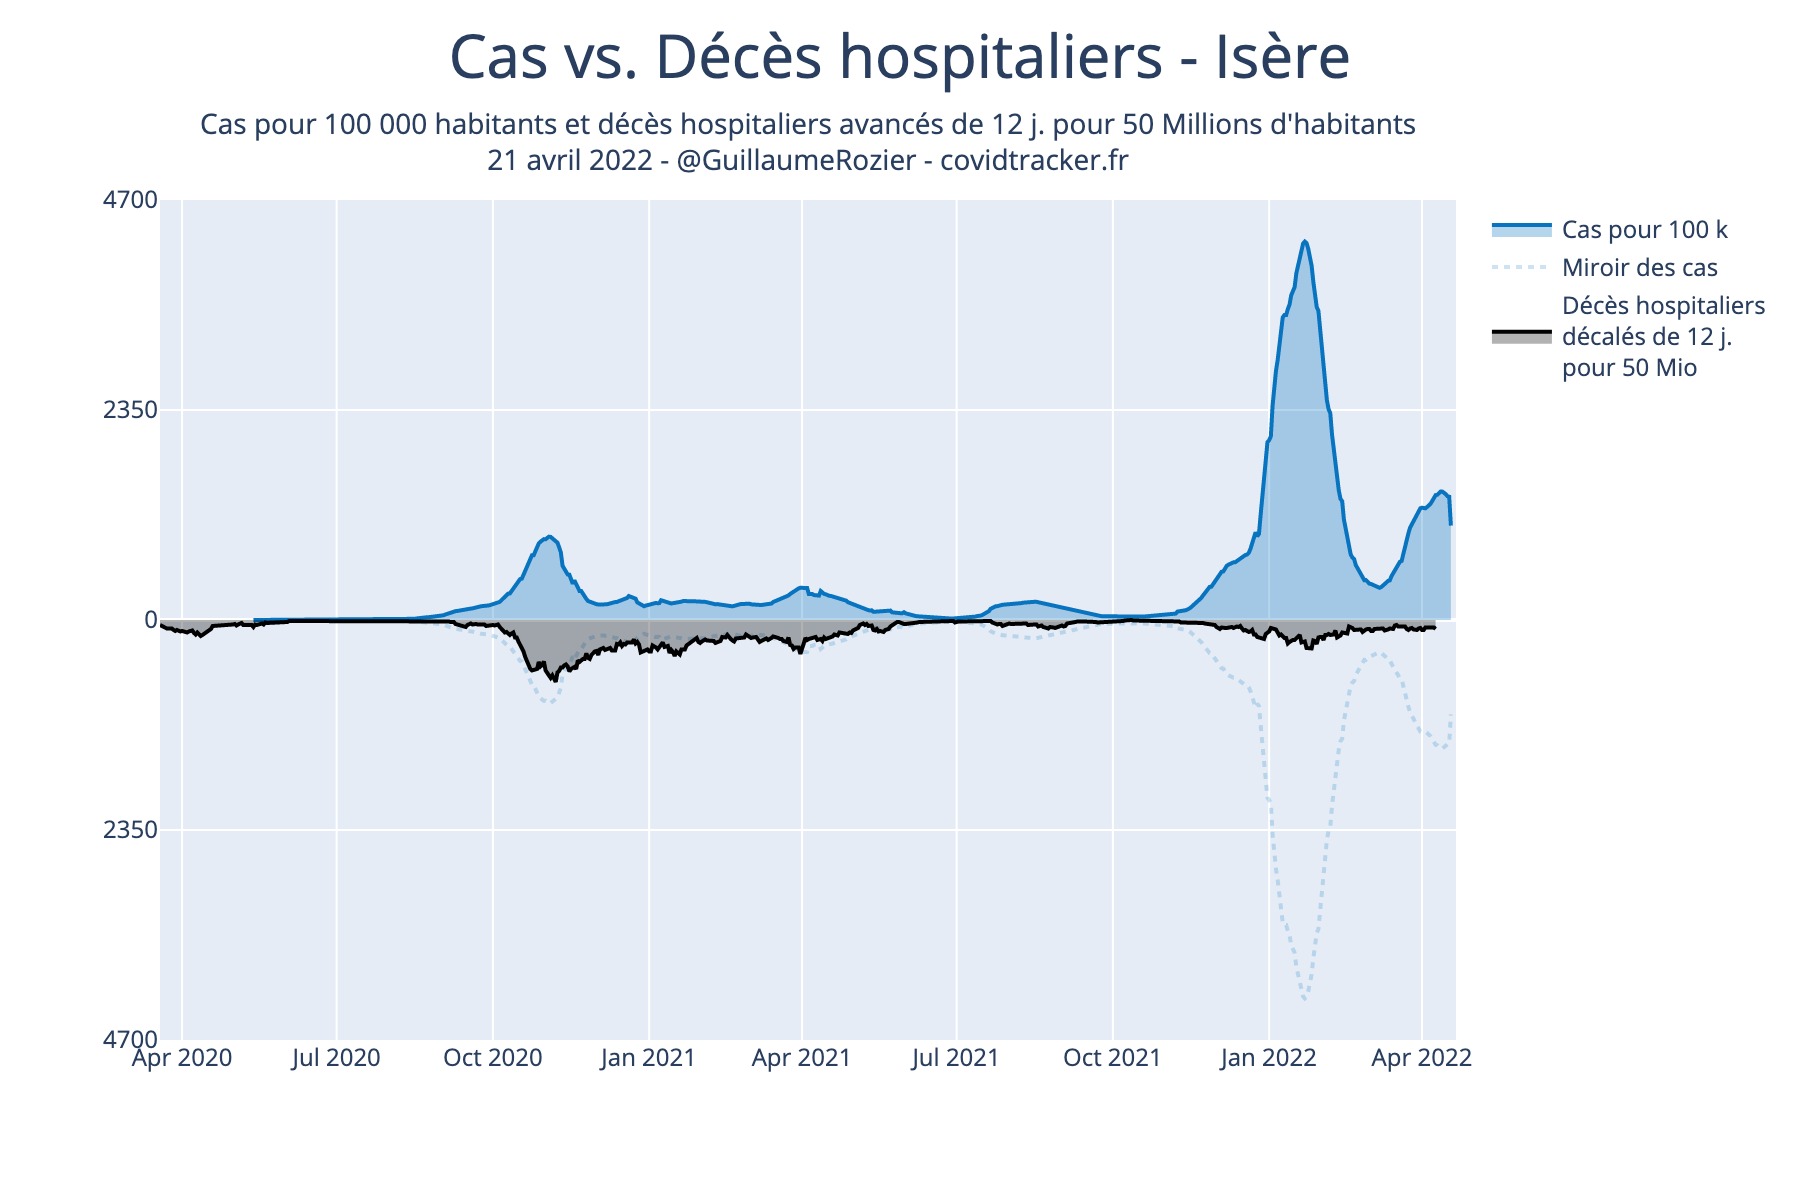 Cas vs. Décès hospitaliers - Isère
Cas pour 100 000 habitants et décès hospitaliers avancés de 12 j. pour 50 Millions d'habitants
21 avril 2022 - @GuillaumeRozier - covidtracker.fr
4700
2350
0
2350
4700
Apr 2020
Jul 2020
Oct 2020
Jan 2021
Apr 2021
Jul 2021
Oct 2021
Jan 2022
Apr 2022
Cas pour 100 k
Miroir des cas
Décès hospitaliers
décalés de 12 j.
pour 50 Mio